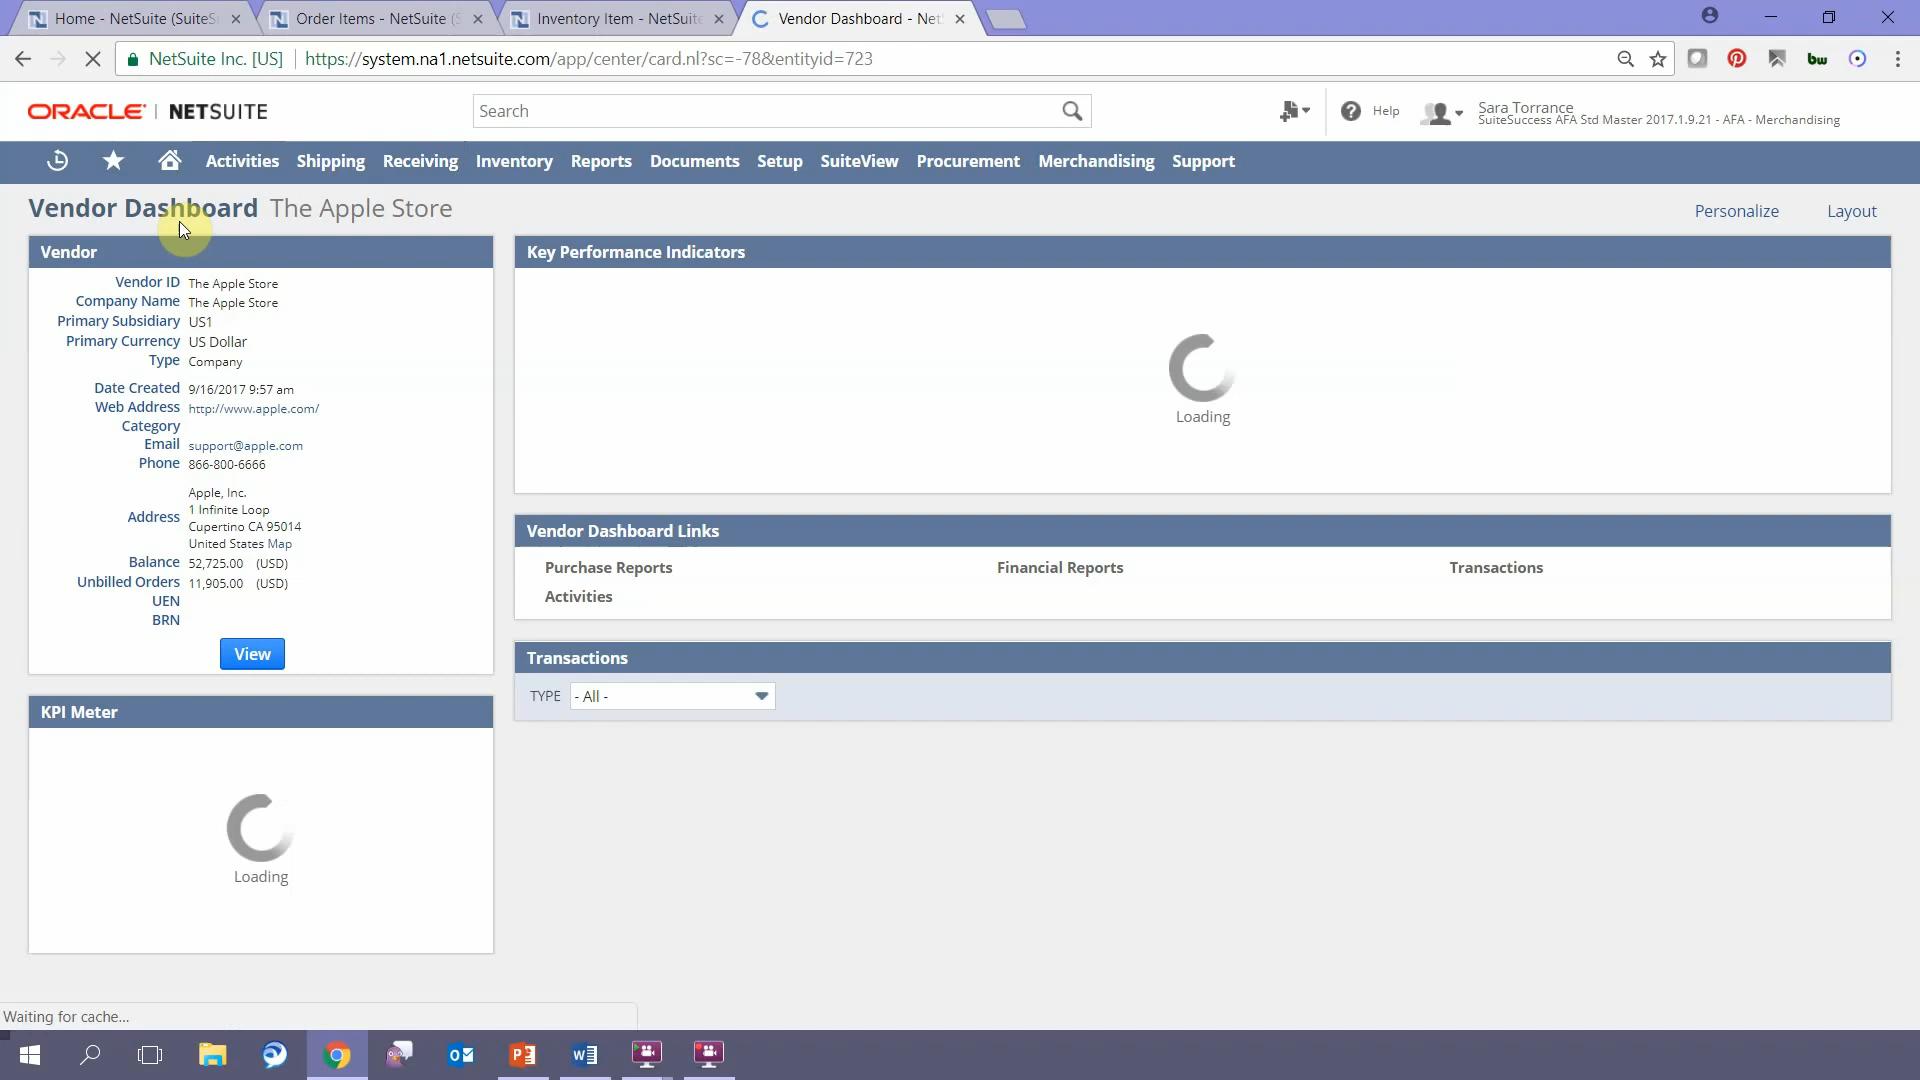 Home - NetSuite (SuiteS
Order Items - NetSuite (S
Inventory Item - NetSuite
Vendor Dashboard - Net
NetSuite Inc. [US]
https://system.na1.netsuite.com/app/center/card.nl?sc=-78&entityid=723
bw
ORACLE | NETSUITE
Search
Help
Sara Torrance
SuiteSuccess AFA Std Master 2017.1.9.21 - AFA - Merchandising
Activities Shipping Receiving Inventory Reports Documents Setup SuiteView Procurement Merchandising Support
Vendor Dashboard The Apple Store
Personalize
Layout
Vendor
Vendor ID The Apple Store
Company Name The Apple Store
Primary Subsidiary US1
Primary Currency US Dollar
Type Company
Date Created 9/16/2017 9:57 am
Web Address http://www.apple.com/
Category
Email support@apple.com
Phone 866-800-6666
Address Apple, Inc.
1 Infinite Loop
Cupertino CA 95014
United States Map
Balance 52,725.00 (USD)
Unbilled Orders 11,905.00 (USD)
UEN
BRN
View
KPI Meter
Loading
Key Performance Indicators
Loading
Vendor Dashboard Links
Purchase Reports
Financial Reports
Transactions
Activities
Transactions
TYPE - All -
Waiting for cache...